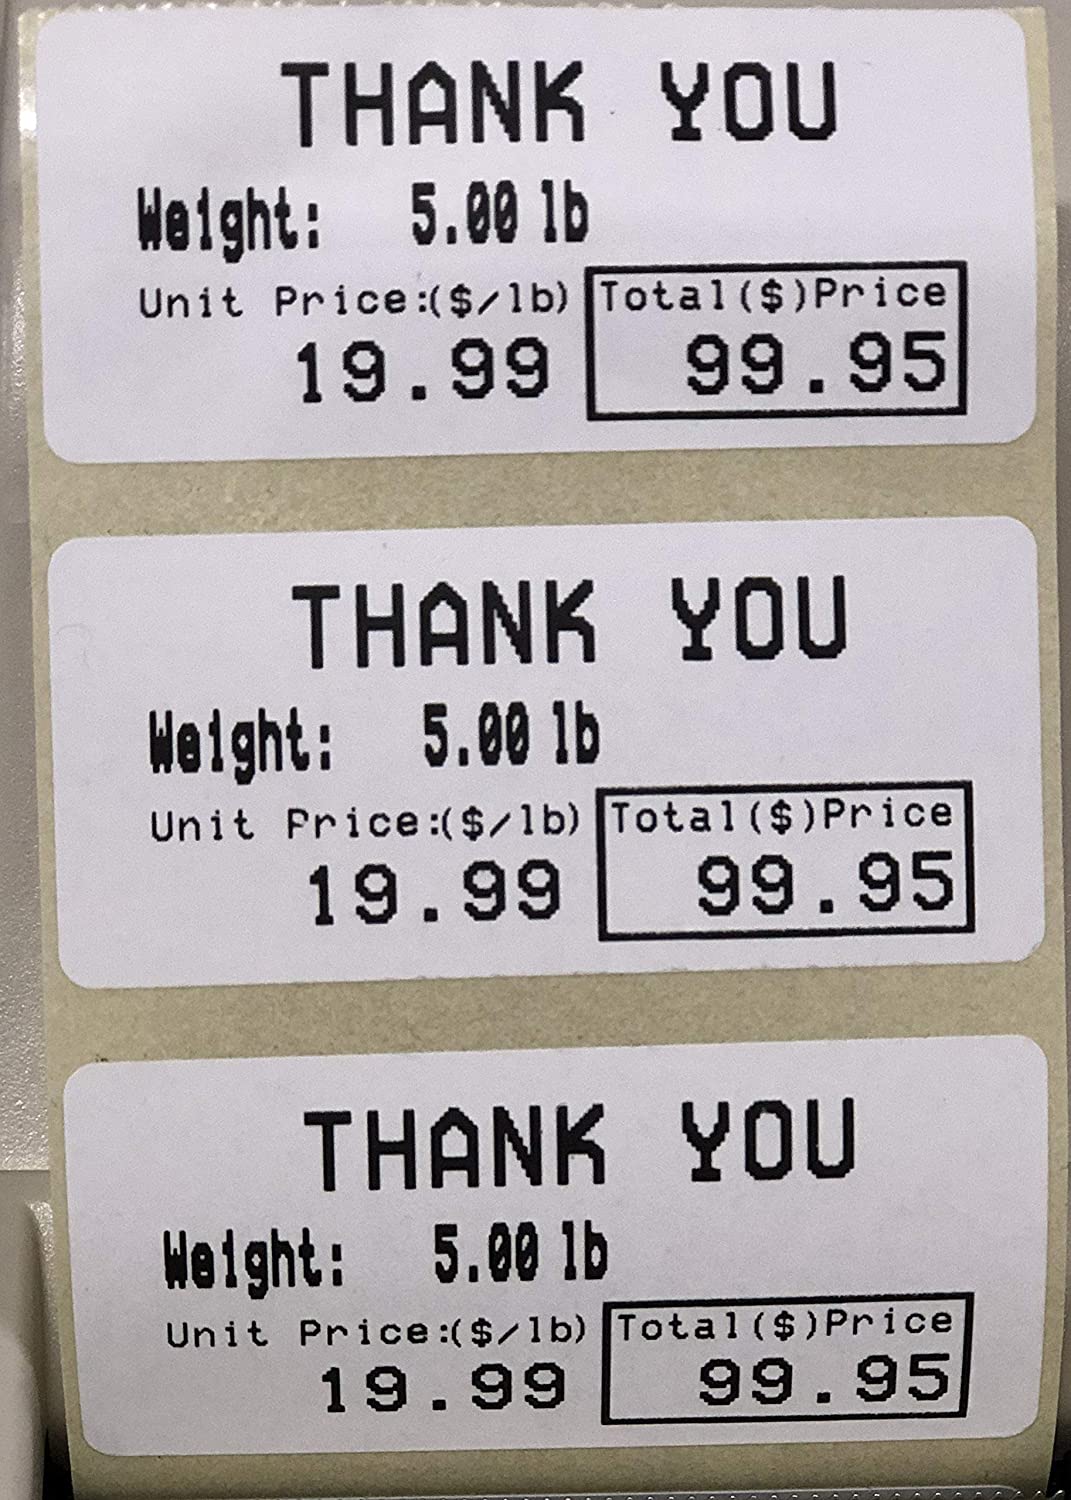 THANK YOU
Weight: 5.00 lb
Unit Price:($/lb) Total($)Price
19.99 99.95
THANK YOU
Weight: 5.00 lb
Unit Price:($/lb) Total($)Price
19.99 99.95
THANK YOU
Weight: 5.00 lb
Unit Price:($/lb) Total($)Price
19.99 99.95